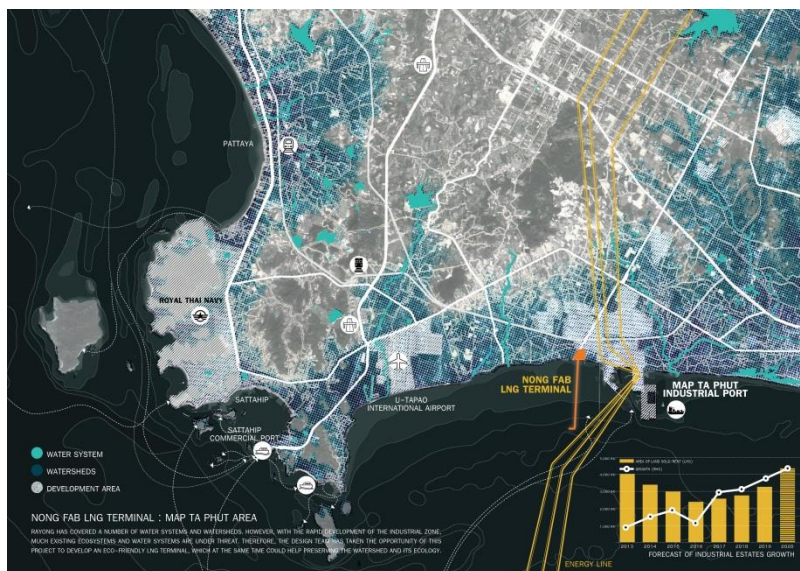 PATTAYA
ROYAL THAI NAVY
NONG FAB
LNG TERMINAL
MAP TA PHUT
INDUSTRIAL PORT
U-TAPAO
INTERNATIONAL AIRPORT
SATTAHIP
SATTAHIP
COMMERCIAL PORT
WATER SYSTEM
WATERSHEDS
DEVELOPMENT AREA
NONG FAB LNG TERMINAL : MAP TA PHUT AREA
RAYONG HAS COVERED A NUMBER OF WATER SYSTEMS AND WATERSHEDS. HOWEVER, WITH THE RAPID DEVELOPMENT OF THE INDUSTRIAL ZONE,
MUCH EXISTING ECOSYSTEMS AND WATER SYSTEMS ARE UNDER THREAT. THEREFORE, THE DESIGN TEAM HAS TAKEN THE OPPORTUNITY OF THIS
PROJECT TO DEVELOP AN ECO-FRIENDLY LNG TERMINAL, WHICH AT THE SAME TIME COULD HELP PRESERVING THE WATERSHED AND ITS ECOLOGY.
ENERGY LINE
2013 2014 2015 2016 2017 2018 2019 2020
FORECAST OF INDUSTRIAL ESTATES GROWTH